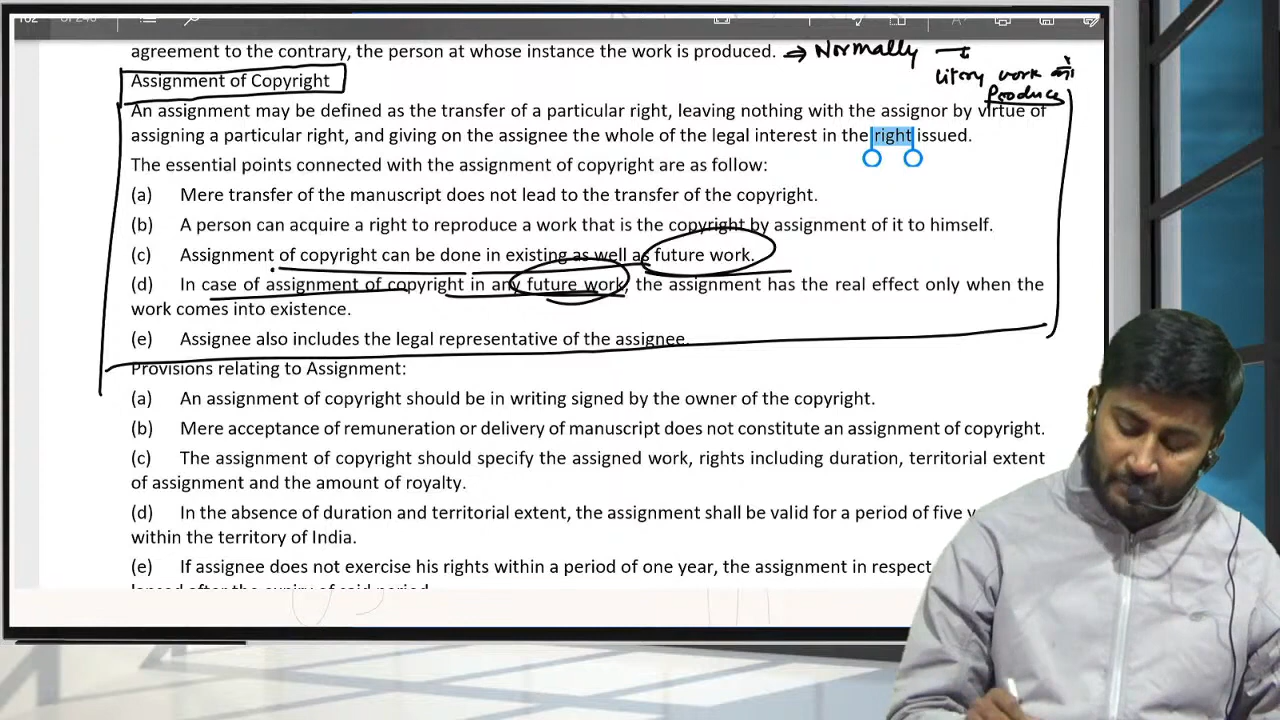 of 240
agreement to the contrary, the person at whose instance the work is produced. → Normally
Assignment of Copyright
work
Produce
An assignment may be defined as the transfer of a particular right, leaving nothing with the assignor by virtue of
assigning a particular right, and giving on the assignee the whole of the legal interest in the right issued.
The essential points connected with the assignment of copyright are as follow:
(a) Mere transfer of the manuscript does not lead to the transfer of the copyright.
(b) A person can acquire a right to reproduce a work that is the copyright by assignment of it to himself.
(c) Assignment of copyright can be done in existing as well as future work.
(d) In case of assignment of copyright in any future work, the assignment has the real effect only when the
work comes into existence.
(e) Assignee also includes the legal representative of the assignee.
Provisions relating to Assignment:
(a) An assignment of copyright should be in writing signed by the owner of the copyright.
(b) Mere acceptance of remuneration or delivery of manuscript does not constitute an assignment of copyright.
(c) The assignment of copyright should specify the assigned work, rights including duration, territorial extent
of assignment and the amount of royalty.
(d) In the absence of duration and territorial extent, the assignment shall be valid for a period of five
within the territory of India.
(e) If assignee does not exercise his rights within a period of one year, the assignment in respect